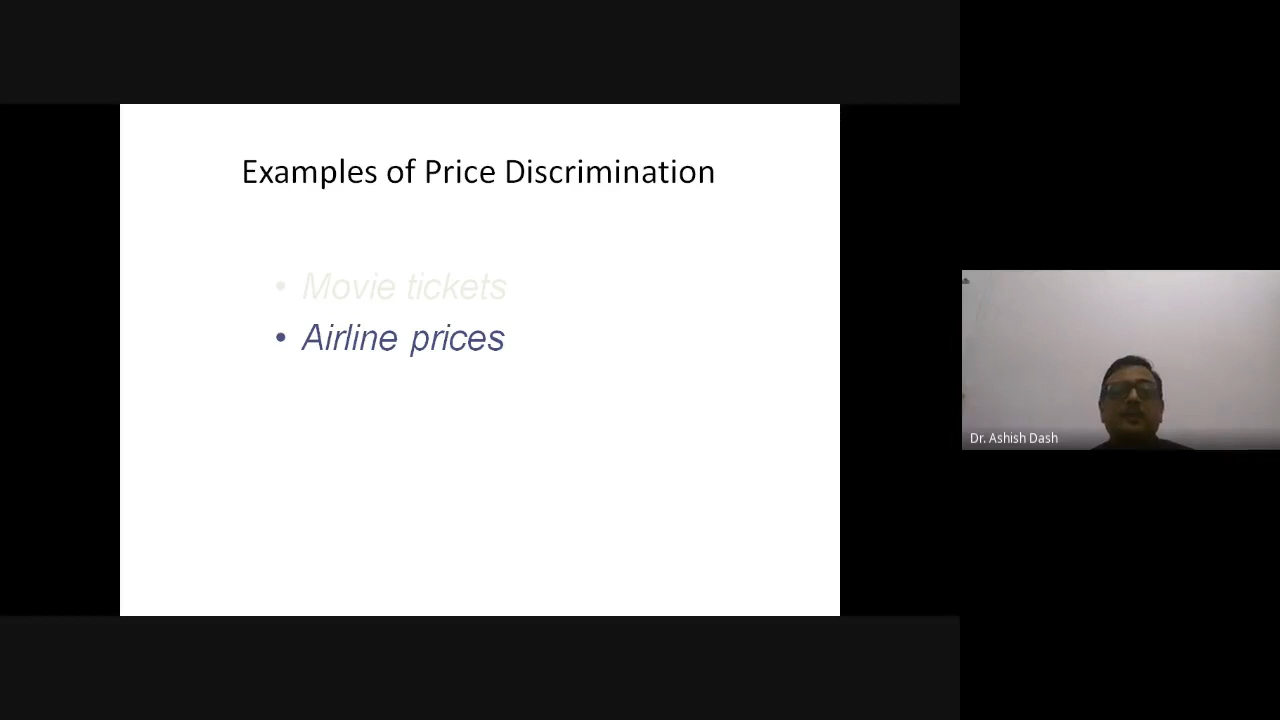 Examples of Price Discrimination
• Movie tickets
• Airline prices
Dr. Ashish Dash